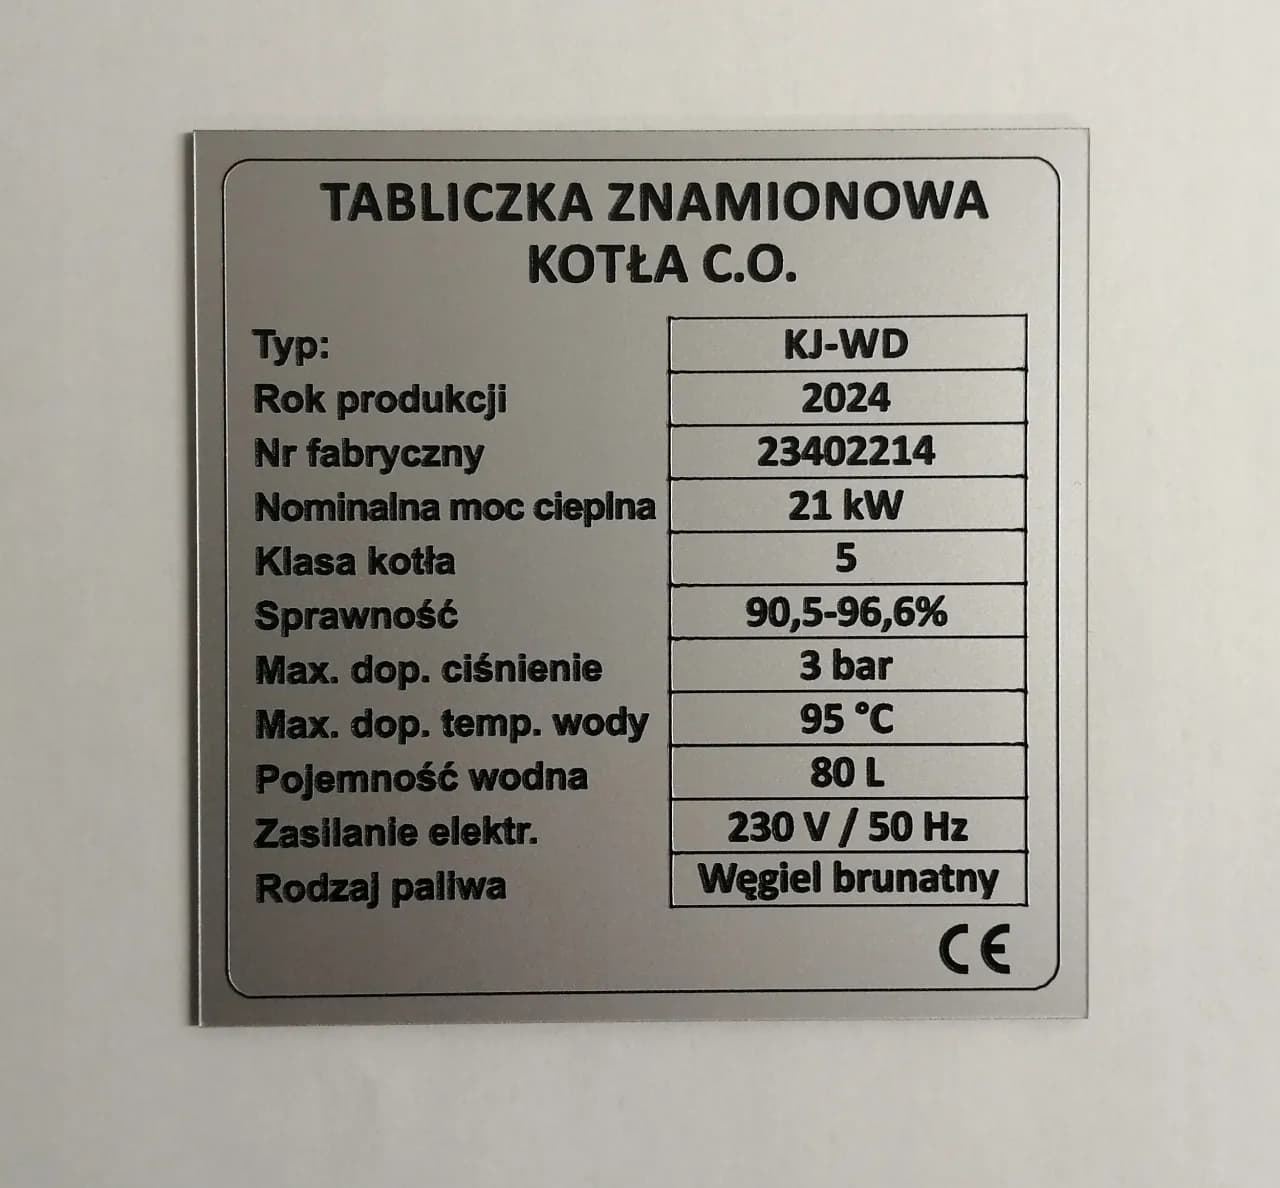 TABLICZKA ZNAMIONOWA
KOTŁA C.O.
Typ: KJ-WD
Rok produkcji 2024
Nr fabryczny 23402214
Nominalna moc cieplna 21 kW
Klasa kotła 5
Sprawność 90,5-96,6%
Max. dop. ciśnienie 3 bar
Max. dop. temp. wody 95 °C
Pojemność wodna 80 L
Zasilanie elektr. 230 V / 50 Hz
Rodzaj paliwa Węgiel brunatny
CE